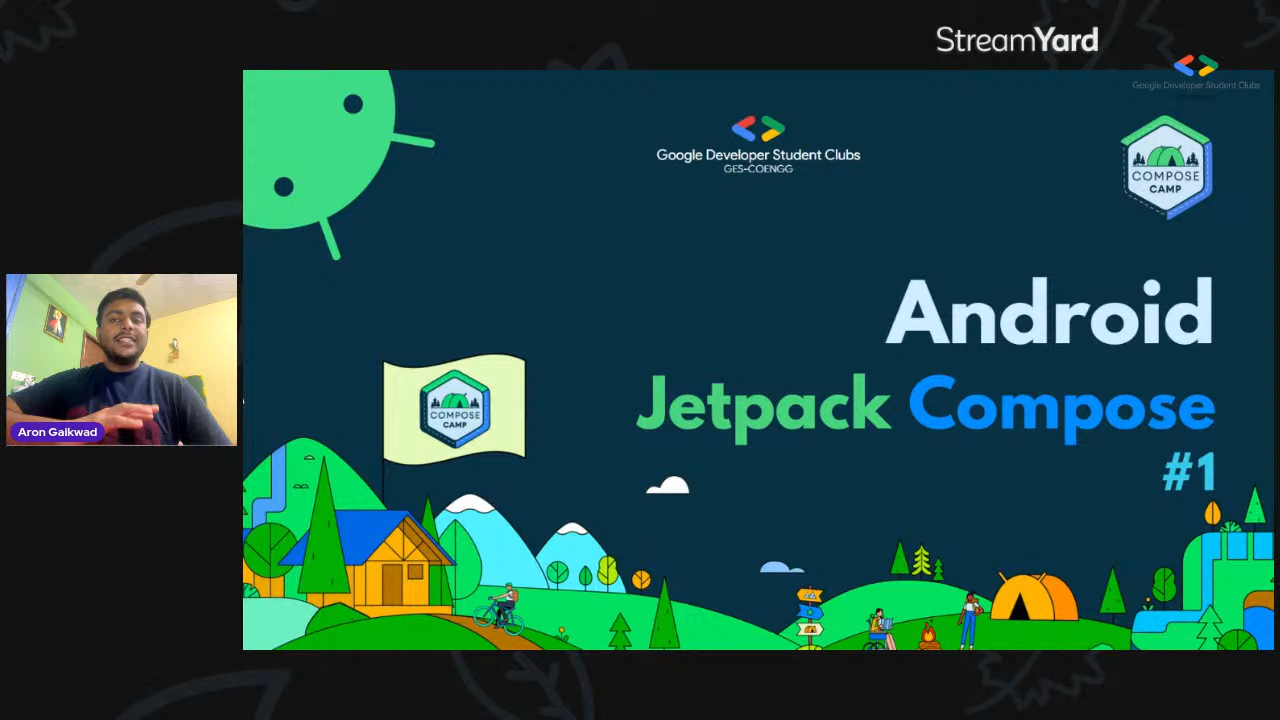 StreamYard
Google Developer Student Clubs
Google Developer Student Clubs
GES-COENGG
COMPOSE
CAMP
Android
Jetpack Compose
#1
COMPOSE
CAMP
Aron Gaikwad